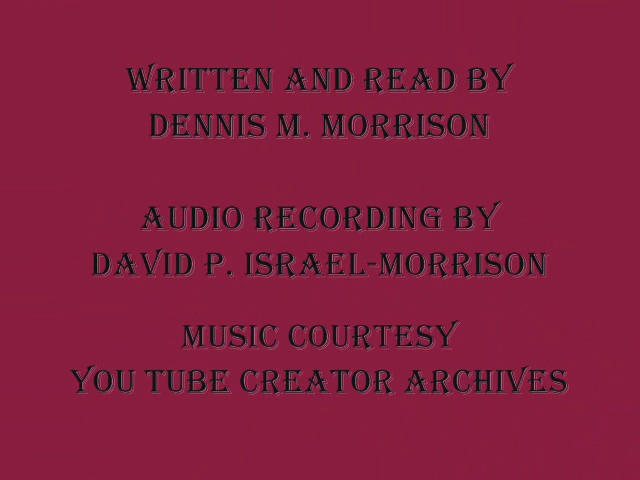 WRITTEN AND READ BY
DENNIS M. MORRISON
AUDIO RECORDING BY
DAVID P. ISRAEL-MORRISON
MUSIC COURTESY
YOU TUBE CREATOR ARCHIVES